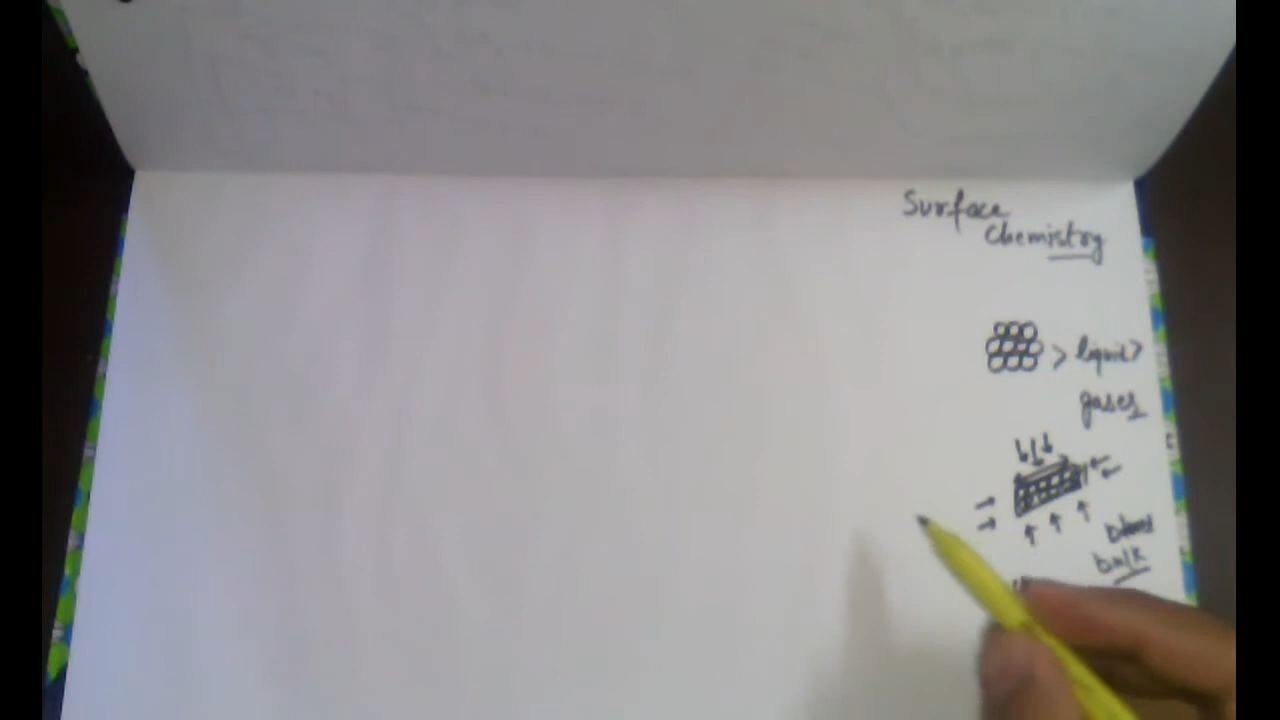 Surface
Chemistry
> liquid >
gases
bulk